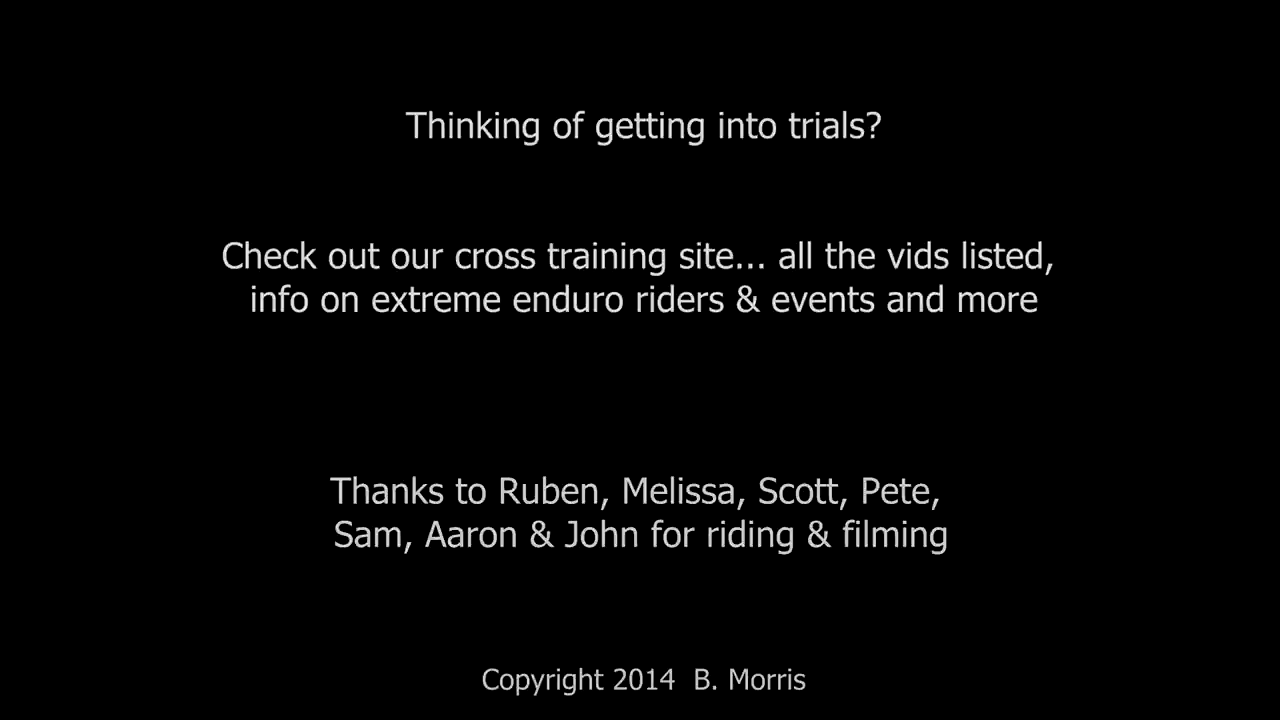 Thinking of getting into trials?
Check out our cross training site... all the vids listed,
info on extreme enduro riders & events and more
Thanks to Ruben, Melissa, Scott, Pete,
Sam, Aaron & John for riding & filming
Copyright 2014  B. Morris